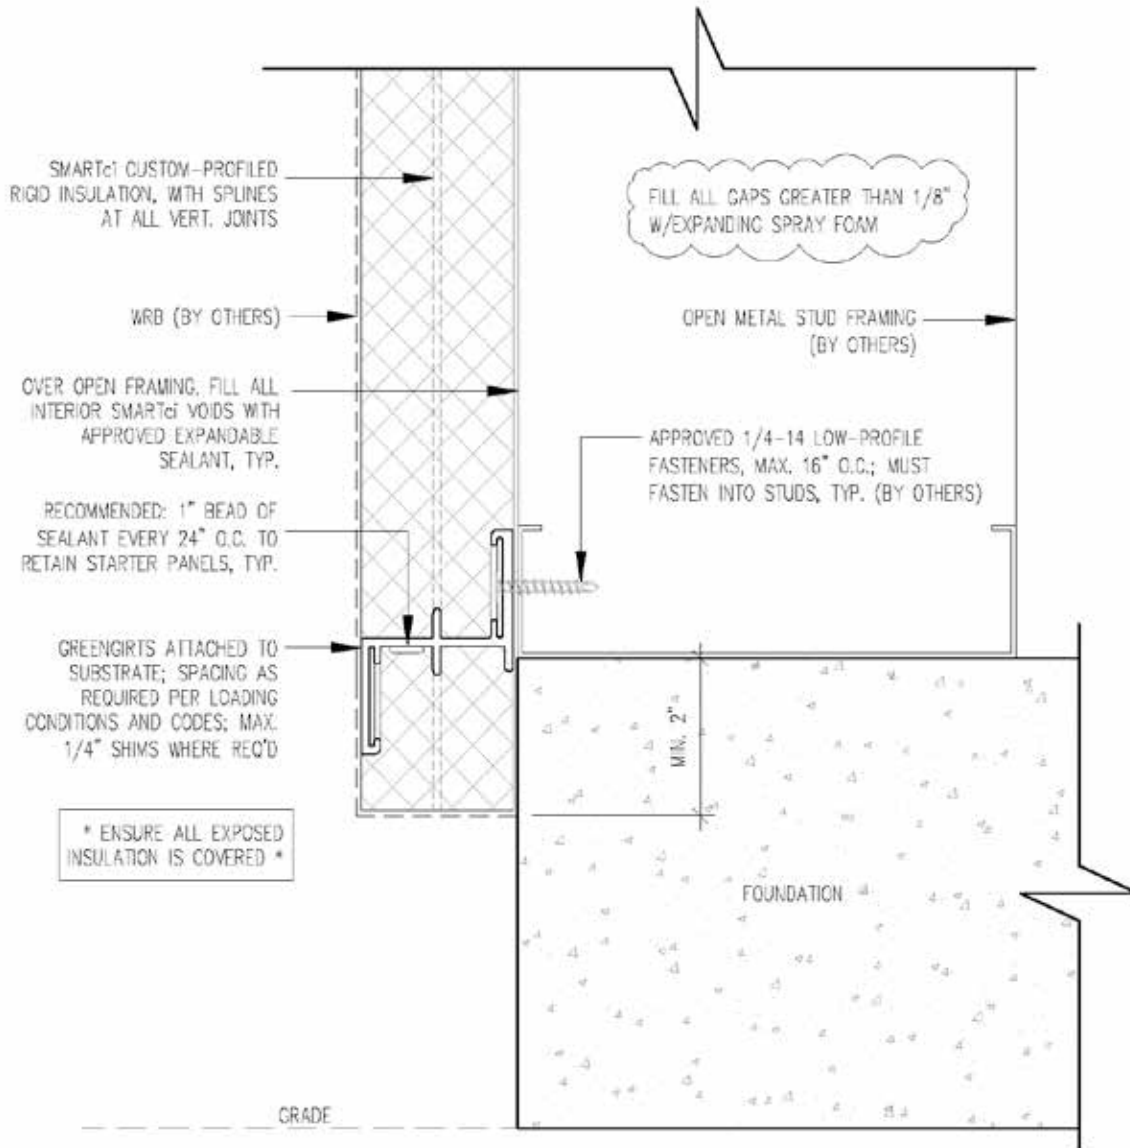 SMARTci CUSTOM-PROFILED
RIGID INSULATION, WITH SPLINES
AT ALL VERT. JOINTS
FILL ALL GAPS GREATER THAN 1/8"
W/EXPANDING SPRAY FOAM
WRB (BY OTHERS)
OPEN METAL STUD FRAMING
(BY OTHERS)
OVER OPEN FRAMING, FILL ALL
INTERIOR SMARTci VOIDS WITH
APPROVED EXPANDABLE
SEALANT, TYP.
APPROVED 1/4-14 LOW-PROFILE
FASTENERS, MAX. 16" O.C.; MUST
FASTEN INTO STUDS, TYP. (BY OTHERS)
RECOMMENDED: 1" BEAD OF
SEALANT EVERY 24" O.C. TO
RETAIN STARTER PANELS, TYP.
GREENGIRTS ATTACHED TO
SUBSTRATE; SPACING AS
REQUIRED PER LOADING
CONDITIONS AND CODES; MAX.
1/4" SHIMS WHERE REQ'D
MIN. 2"
* ENSURE ALL EXPOSED
INSULATION IS COVERED *
FOUNDATION
GRADE